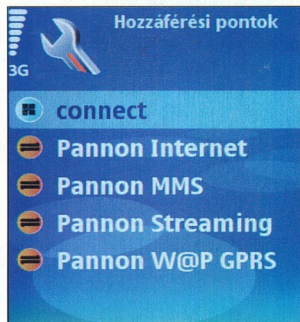 Hozzáférési pontok
3G
connect
Pannon Internet
Pannon MMS
Pannon Streaming
Pannon W@P GPRS